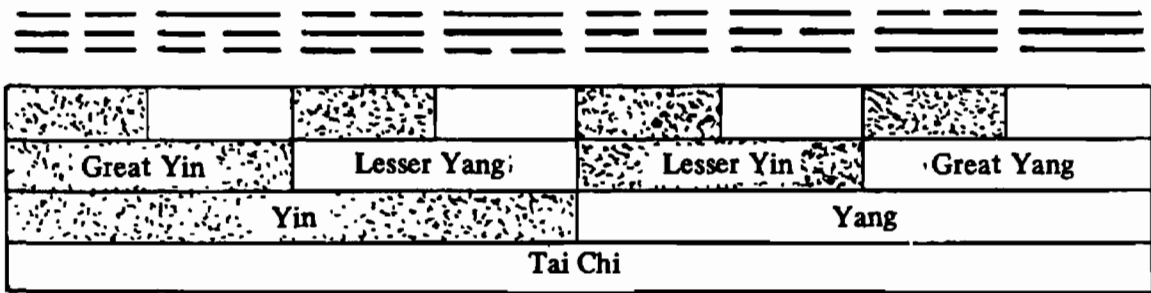 Great Yin Lesser Yang Lesser Yin Great Yang
Yin Yang
Tai Chi